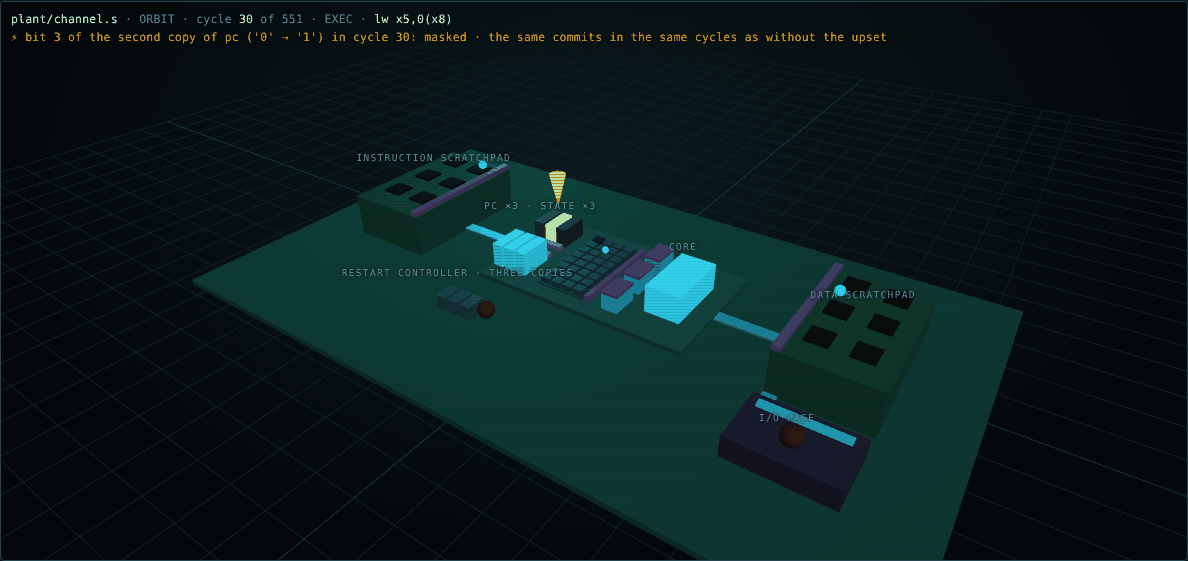 plant/channel.s · ORBIT · cycle 30 of 551 · EXEC · lw x5,0(x8)
⚡ bit 3 of the second copy of pc ('0' → '1') in cycle 30: masked · the same commits in the same cycles as without the upset
INSTRUCTION SCRATCHPAD
PC ×3 · STATE ×3
CORE
RESTART CONTROLLER · THREE COPIES
DATA SCRATCHPAD
I/O PAGE